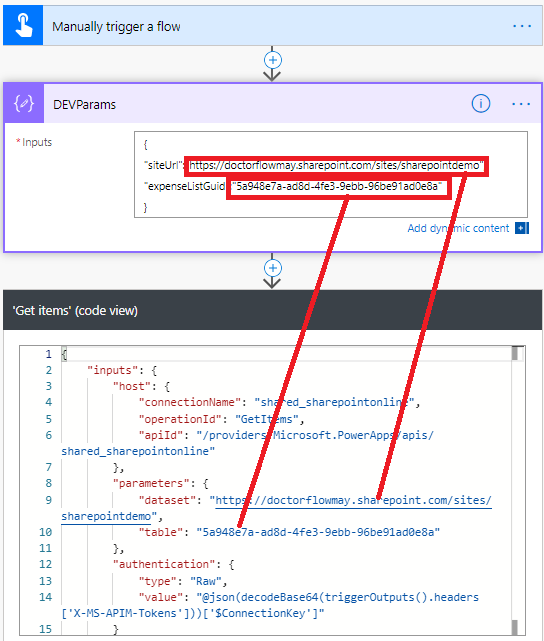 Manually trigger a flow
...
{/}
DEVParams
i
...
*Inputs
{
"siteUrl": https://doctorflowmay.sharepoint.com/sites/sharepointdemo"
"expenseListGuid "5a948e7a-ad8d-4fe3-9ebb-96be91ad0e8a"
}
Add dynamic content
'Get items' (code view)
1 {
2 "inputs": {
3 "host": {
4 "connectionName": "shared_sharepointonline",
5 "operationId": "GetItems",
6 "apiId": "/providers/Microsoft.PowerApps/apis/
shared_sharepointonline"
7 },
8 "parameters": {
9 "dataset": "https://doctorflowmay.sharepoint.com/sites/
sharepointdemo",
10 "table": "5a948e7a-ad8d-4fe3-9ebb-96be91ad0e8a"
11 },
12 "authentication": {
13 "type": "Raw",
14 "value": "@json(decodeBase64(triggerOutputs().headers
['X-MS-APIM-Tokens']))['$ConnectionKey']"
15 }